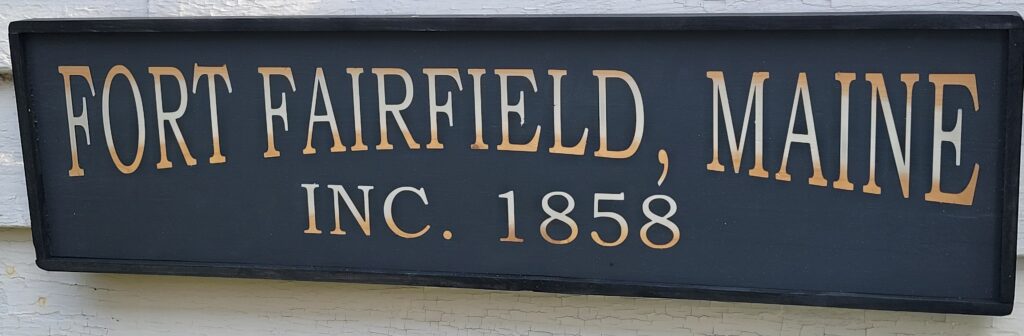 FORT FAIRFIELD, MAINE
INC. 1858